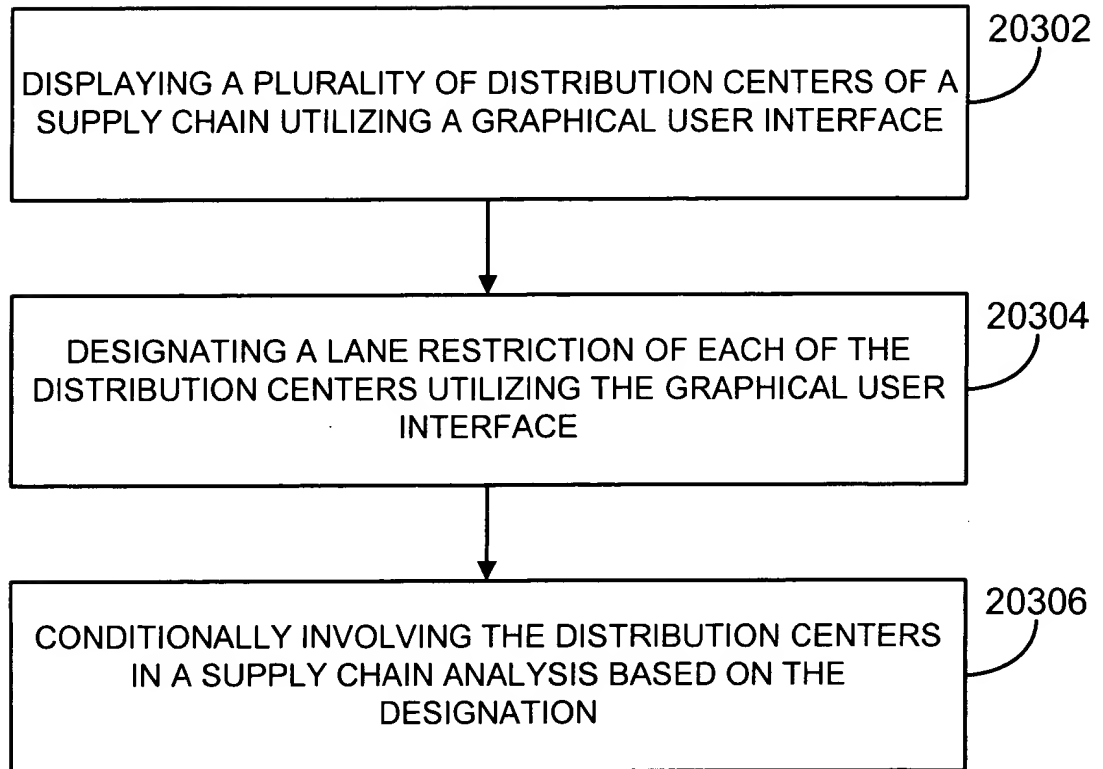 20302
DISPLAYING A PLURALITY OF DISTRIBUTION CENTERS OF A
SUPPLY CHAIN UTILIZING A GRAPHICAL USER INTERFACE
20304
DESIGNATING A LANE RESTRICTION OF EACH OF THE
DISTRIBUTION CENTERS UTILIZING THE GRAPHICAL USER
INTERFACE
20306
CONDITIONALLY INVOLVING THE DISTRIBUTION CENTERS
IN A SUPPLY CHAIN ANALYSIS BASED ON THE
DESIGNATION